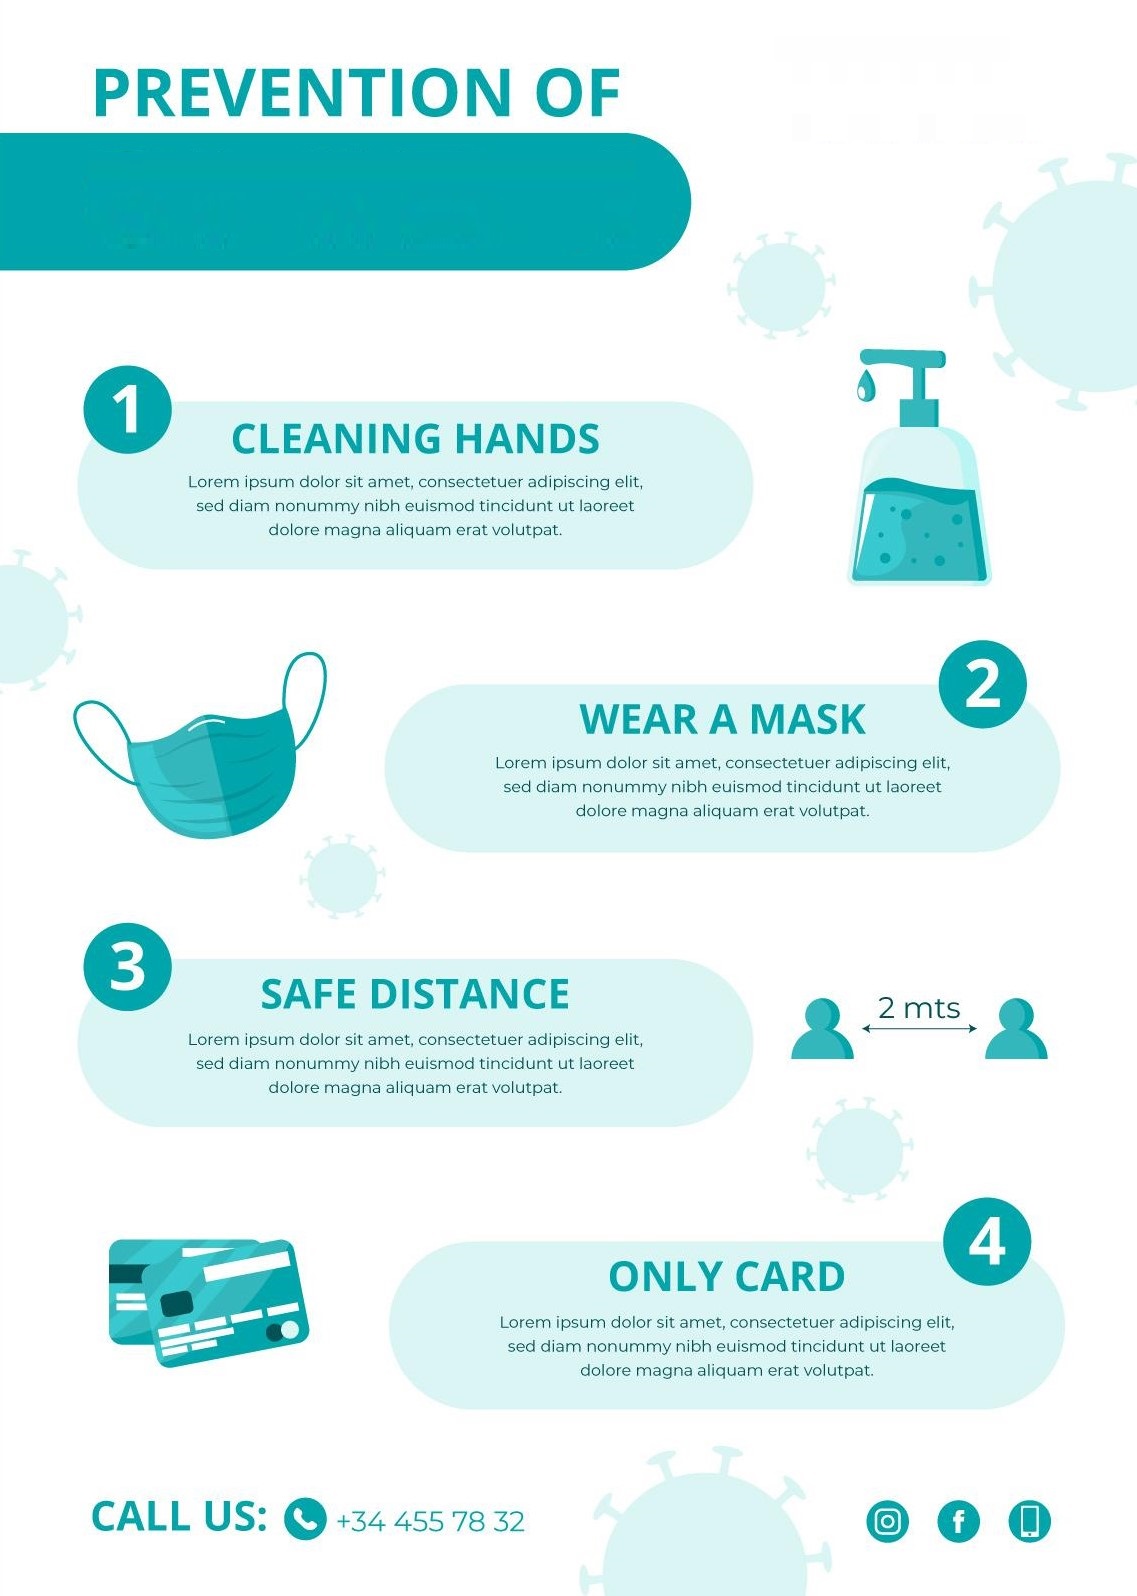 PREVENTION OF
1
CLEANING HANDS
Lorem ipsum dolor sit amet, consectetuer adipiscing elit,
sed diam nonummy nibh euismod tincidunt ut laoreet
dolore magna aliquam erat volutpat.
2
WEAR A MASK
Lorem ipsum dolor sit amet, consectetuer adipiscing elit,
sed diam nonummy nibh euismod tincidunt ut laoreet
dolore magna aliquam erat volutpat.
3
SAFE DISTANCE
Lorem ipsum dolor sit amet, consectetuer adipiscing elit,
sed diam nonummy nibh euismod tincidunt ut laoreet
dolore magna aliquam erat volutpat.
2 mts
4
ONLY CARD
Lorem ipsum dolor sit amet, consectetuer adipiscing elit,
sed diam nonummy nibh euismod tincidunt ut laoreet
dolore magna aliquam erat volutpat.
CALL US: +34 455 78 32